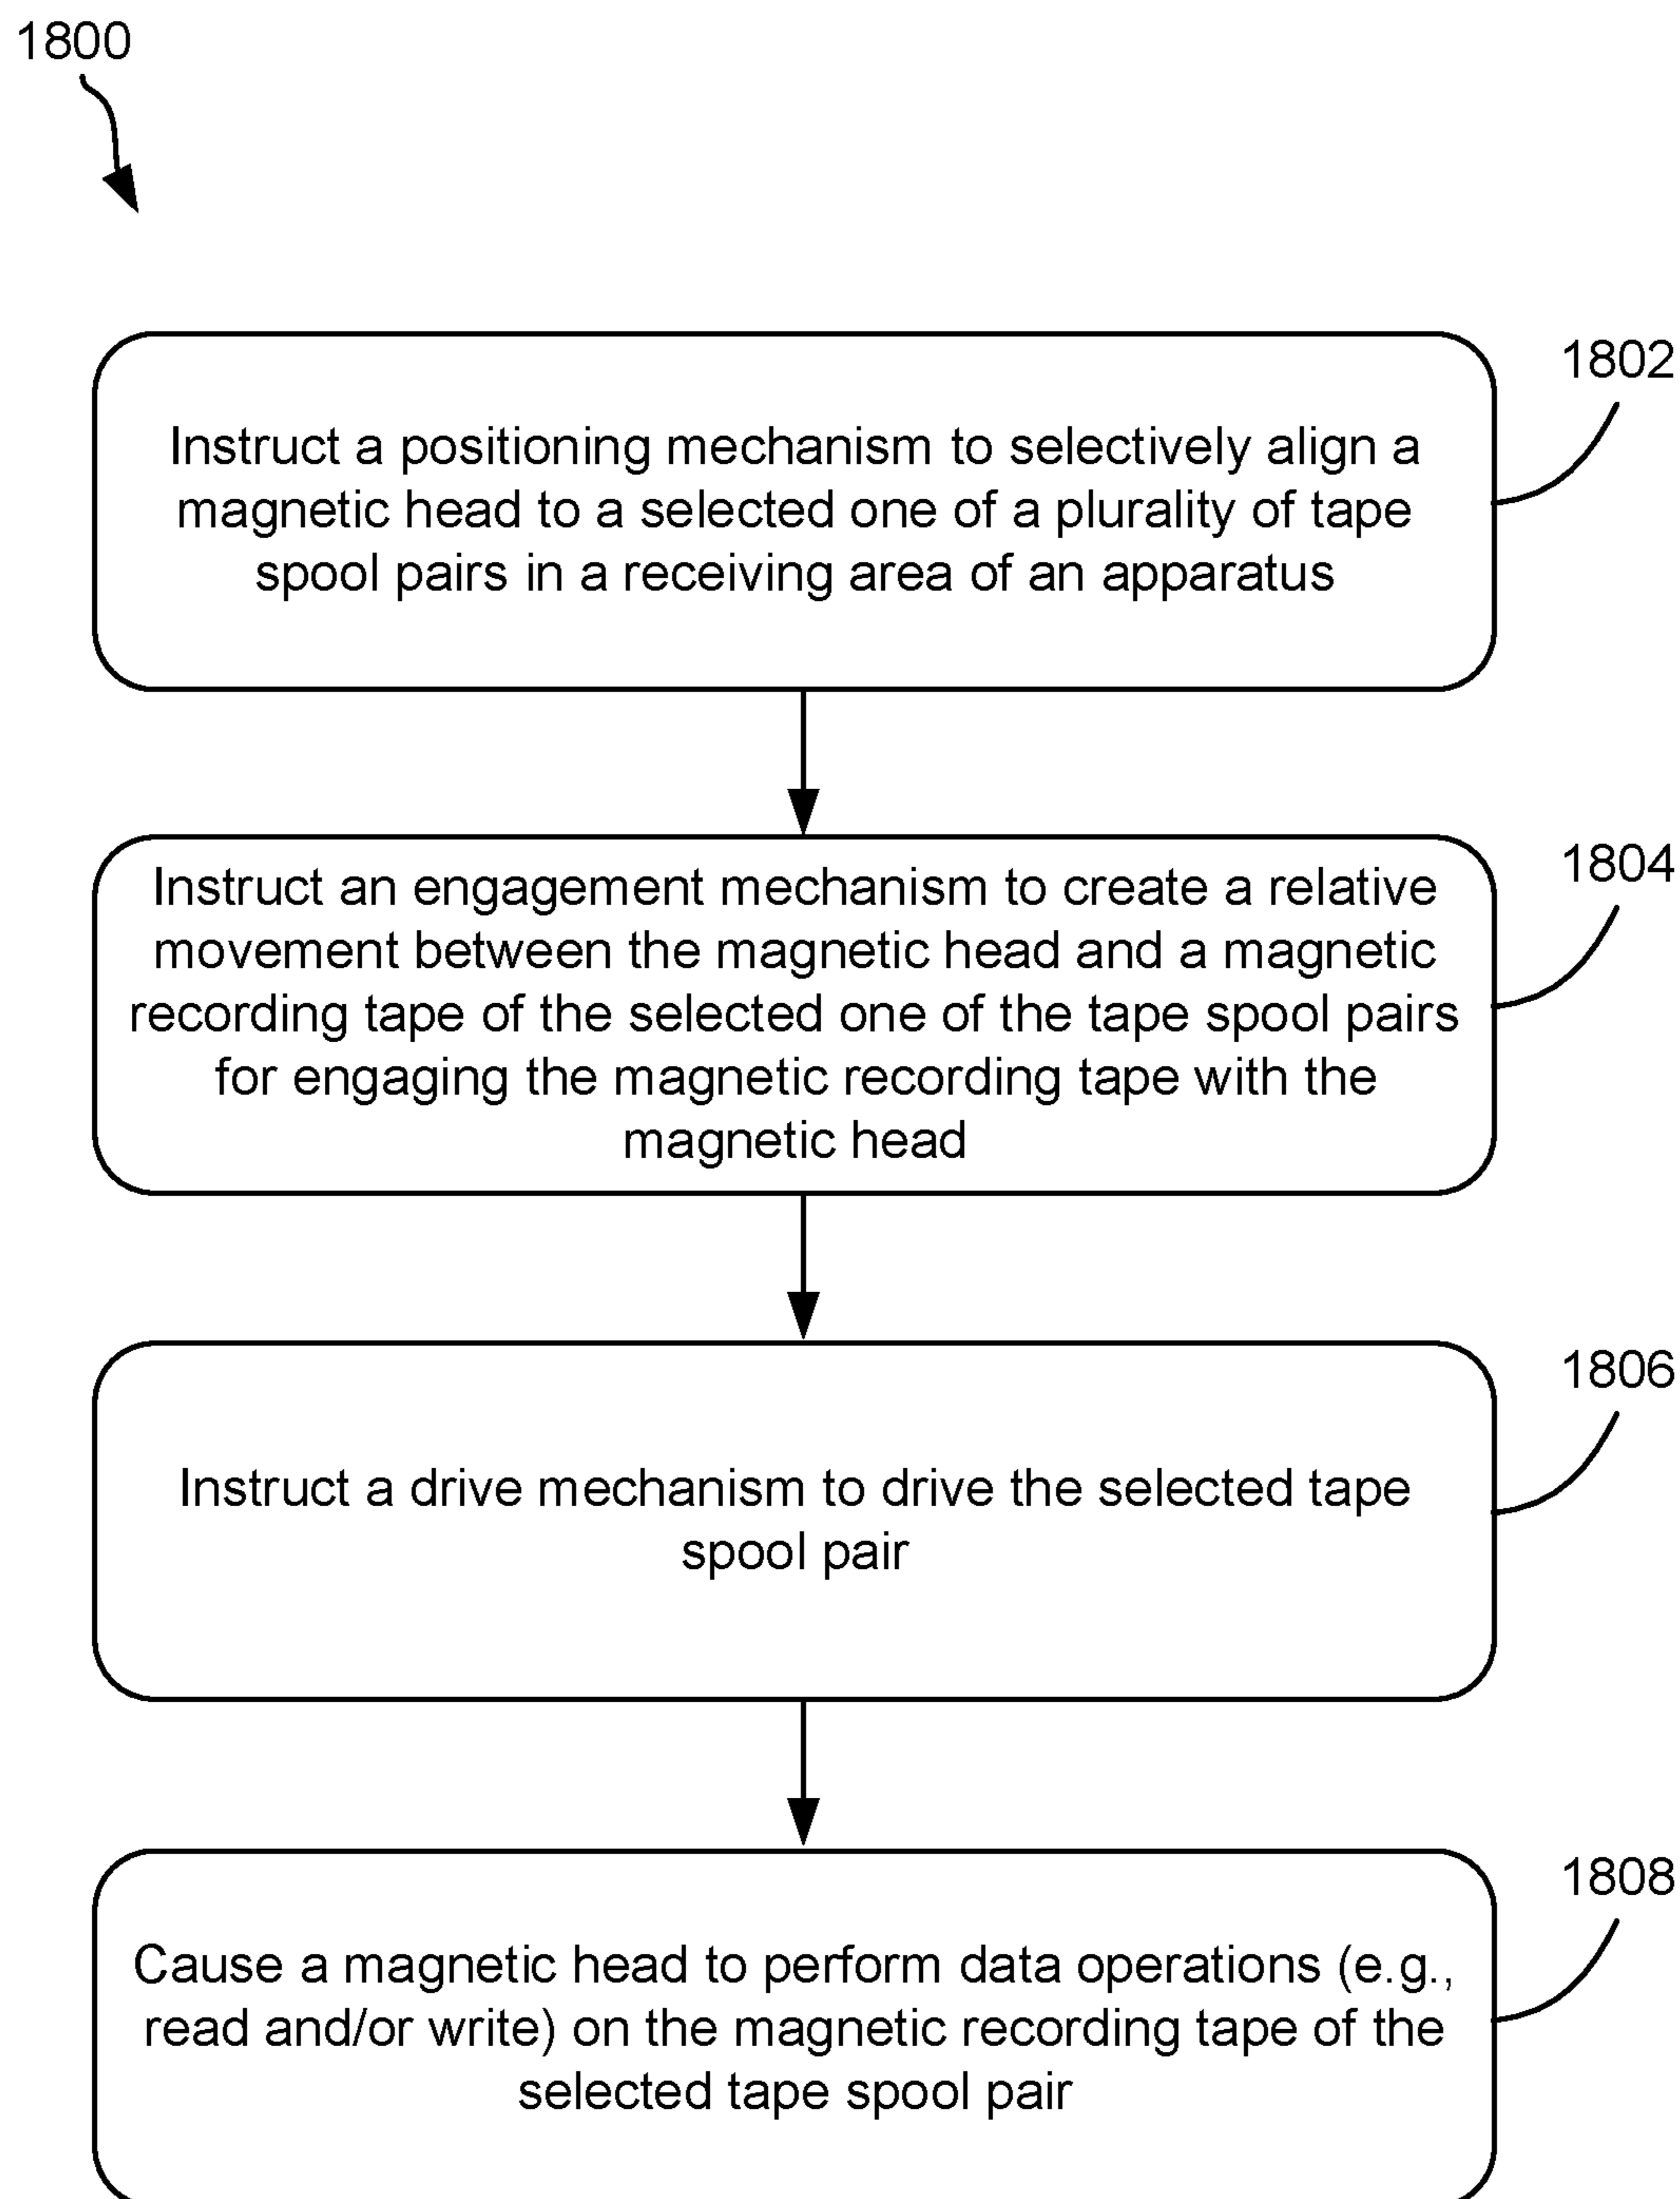 1800
1802
Instruct a positioning mechanism to selectively align a
magnetic head to a selected one of a plurality of tape
spool pairs in a receiving area of an apparatus
1804
Instruct an engagement mechanism to create a relative
movement between the magnetic head and a magnetic
recording tape of the selected one of the tape spool pairs
for engaging the magnetic recording tape with the
magnetic head
1806
Instruct a drive mechanism to drive the selected tape
spool pair
1808
Cause a magnetic head to perform data operations (e.g.,
read and/or write) on the magnetic recording tape of the
selected tape spool pair